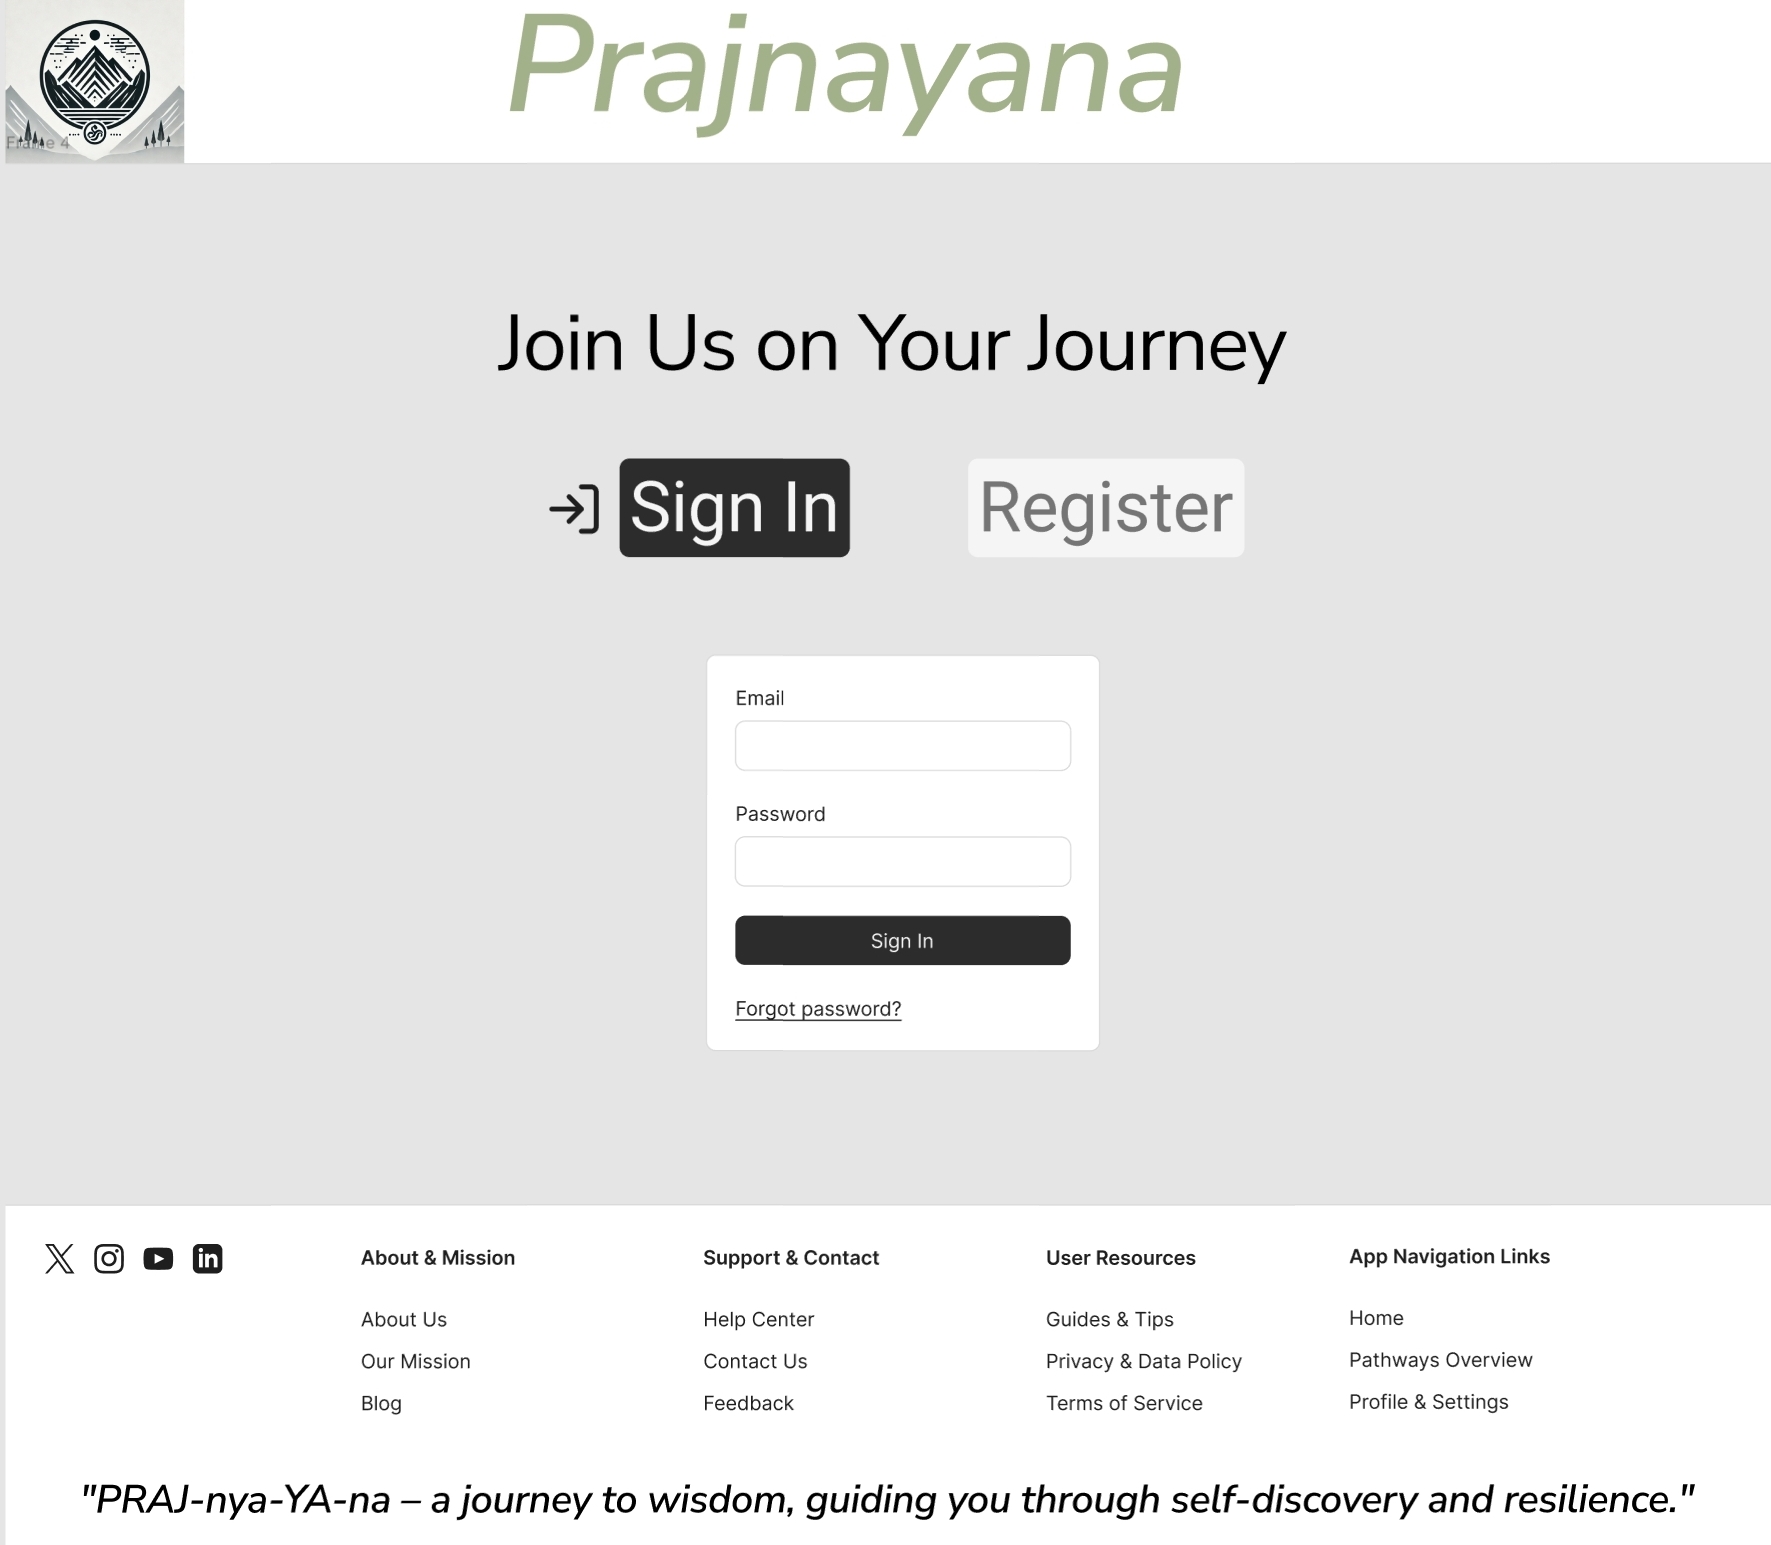 Prajnayana
Frame 4
Join Us on Your Journey
Sign In
Register
Email
Password
Sign In
Forgot password?
About & Mission
About Us
Our Mission
Blog
Support & Contact
Help Center
Contact Us
Feedback
User Resources
Guides & Tips
Privacy & Data Policy
Terms of Service
App Navigation Links
Home
Pathways Overview
Profile & Settings
"PRAJ-nya-YA-na – a journey to wisdom, guiding you through self-discovery and resilience."